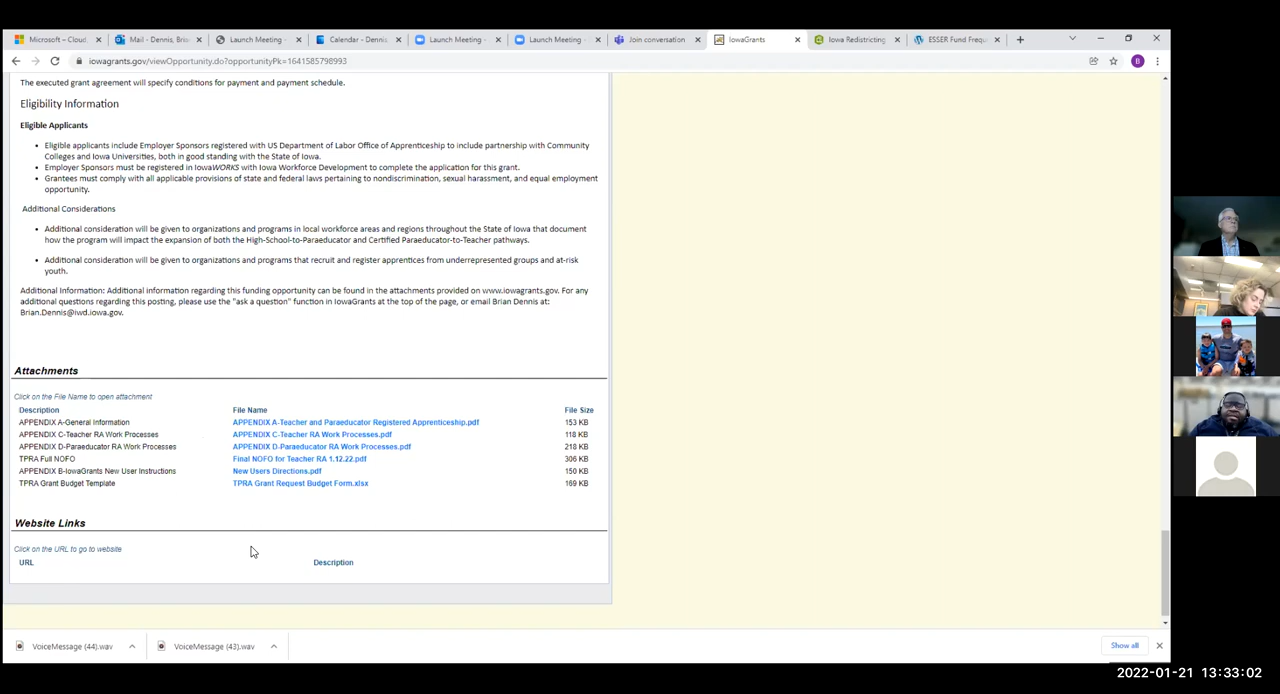 Microsoft – Cloud,
Mail - Dennis, Bria
Launch Meeting -
Calendar - Dennis
Launch Meeting -
Launch Meeting -
Join conversation
IowaGrants
Iowa Redistricting
ESSER Fund Frequ
iowagrants.gov/viewOpportunity.do?opportunityPk=1641585798993
B
The executed grant agreement will specify conditions for payment and payment schedule.
Eligibility Information
Eligible Applicants
Eligible applicants include Employer Sponsors registered with US Department of Labor Office of Apprenticeship to include partnership with Community
Colleges and Iowa Universities, both in good standing with the State of Iowa.
Employer Sponsors must be registered in IowaWORKS with Iowa Workforce Development to complete the application for this grant.
Grantees must comply with all applicable provisions of state and federal laws pertaining to nondiscrimination, sexual harassment, and equal employment
opportunity.
Additional Considerations
Additional consideration will be given to organizations and programs in local workforce areas and regions throughout the State of Iowa that document
how the program will impact the expansion of both the High-School-to-Paraeducator and Certified Paraeducator-to-Teacher pathways.
Additional consideration will be given to organizations and programs that recruit and register apprentices from underrepresented groups and at-risk
youth.
Additional Information: Additional information regarding this funding opportunity can be found in the attachments provided on www.iowagrants.gov. For any
additional questions regarding this posting, please use the "ask a question" function in IowaGrants at the top of the page, or email Brian Dennis at:
Brian.Dennis@iwd.iowa.gov.
Attachments
Click on the File Name to open attachment
Description File Name File Size
APPENDIX A-General Information APPENDIX A-Teacher and Paraeducator Registered Apprenticeship.pdf 153 KB
APPENDIX C-Teacher RA Work Processes APPENDIX C-Teacher RA Work Processes.pdf 118 KB
APPENDIX D-Paraeducator RA Work Processes APPENDIX D-Paraeducator RA Work Processes.pdf 218 KB
TPRA Full NOFO Final NOFO for Teacher RA 1.12.22.pdf 306 KB
APPENDIX B-IowaGrants New User Instructions New Users Directions.pdf 150 KB
TPRA Grant Budget Template TPRA Grant Request Budget Form.xlsx 169 KB
Website Links
Click on the URL to go to website
URL Description
VoiceMessage (44).wav
VoiceMessage (43).wav
Show all
2022-01-21 13:33:02